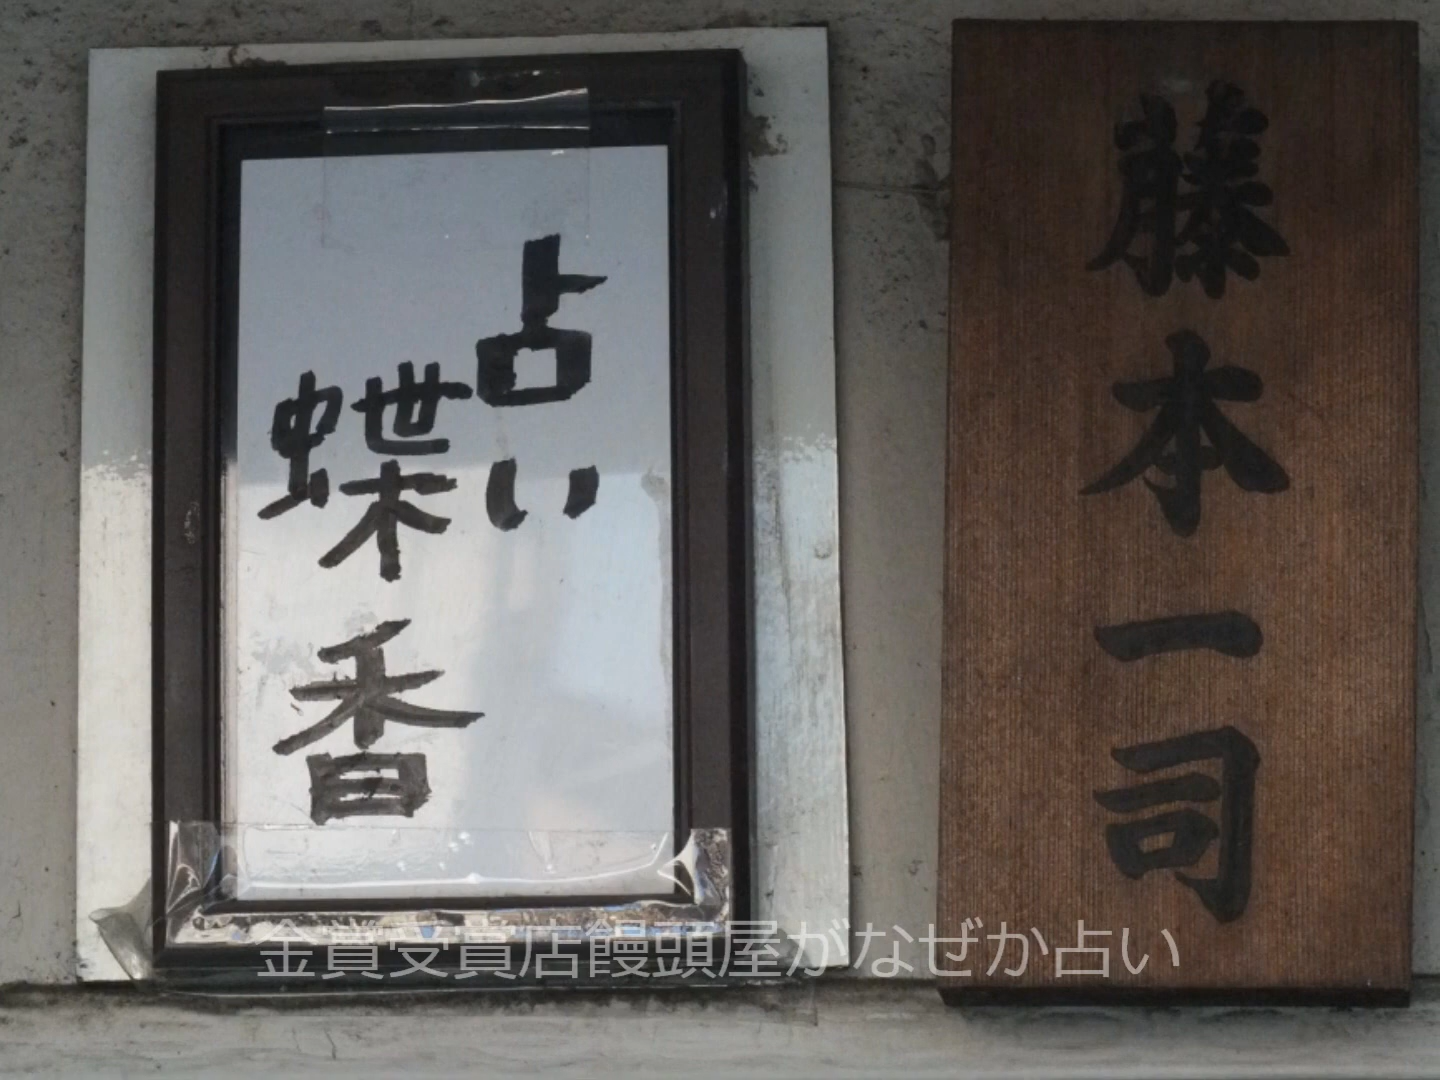 藤本一司
占い
蝶香
金賞受賞店饅頭屋がなぜか占い